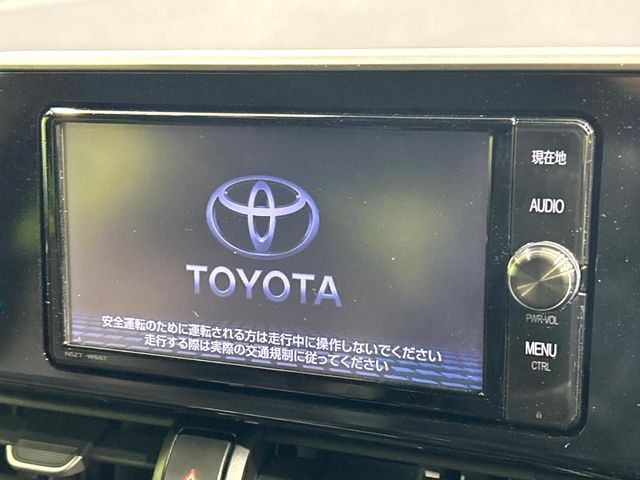 現在地
AUDIO
TOYOTA
PWR-VOL
安全運転のために運転される方は走行中に操作しないでください
走行する際は実際の交通規制に従ってください
MENU
CTRL
NSZT-W66T